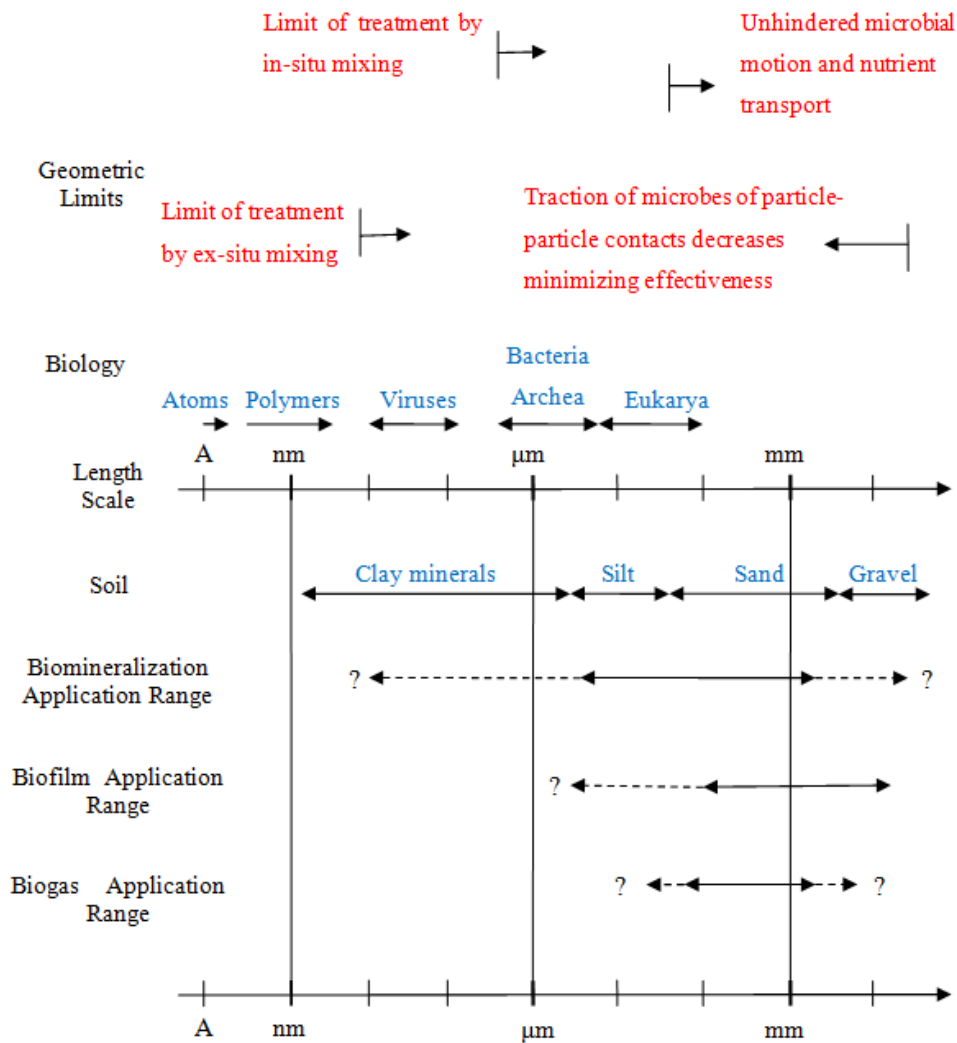 Limit of treatment by
in-situ mixing
Unhindered microbial
motion and nutrient
transport
Geometric
Limits
Limit of treatment
by ex-situ mixing
Traction of microbes of particle-
particle contacts decreases
minimizing effectiveness
Biology
Bacteria
Atoms Polymers Viruses Archea Eukarya
A nm μm mm
Length
Scale
Soil
Clay minerals Silt Sand Gravel
Biomineralization
Application Range
? ?
Biofilm Application
Range
?
Biogas Application
Range
? ?
A nm μm mm